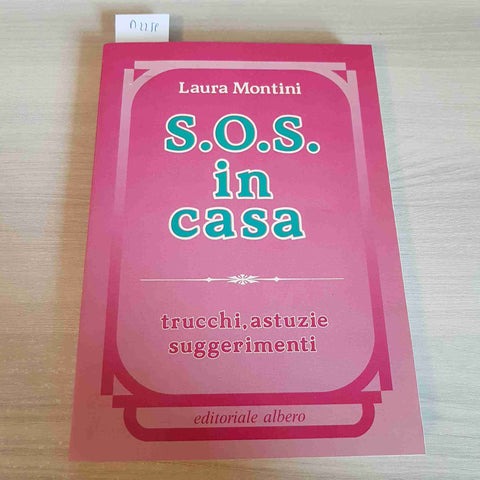 Laura Montini
S.O.S.
in
casa
trucchi, astuzie
suggerimenti
editoriale albero